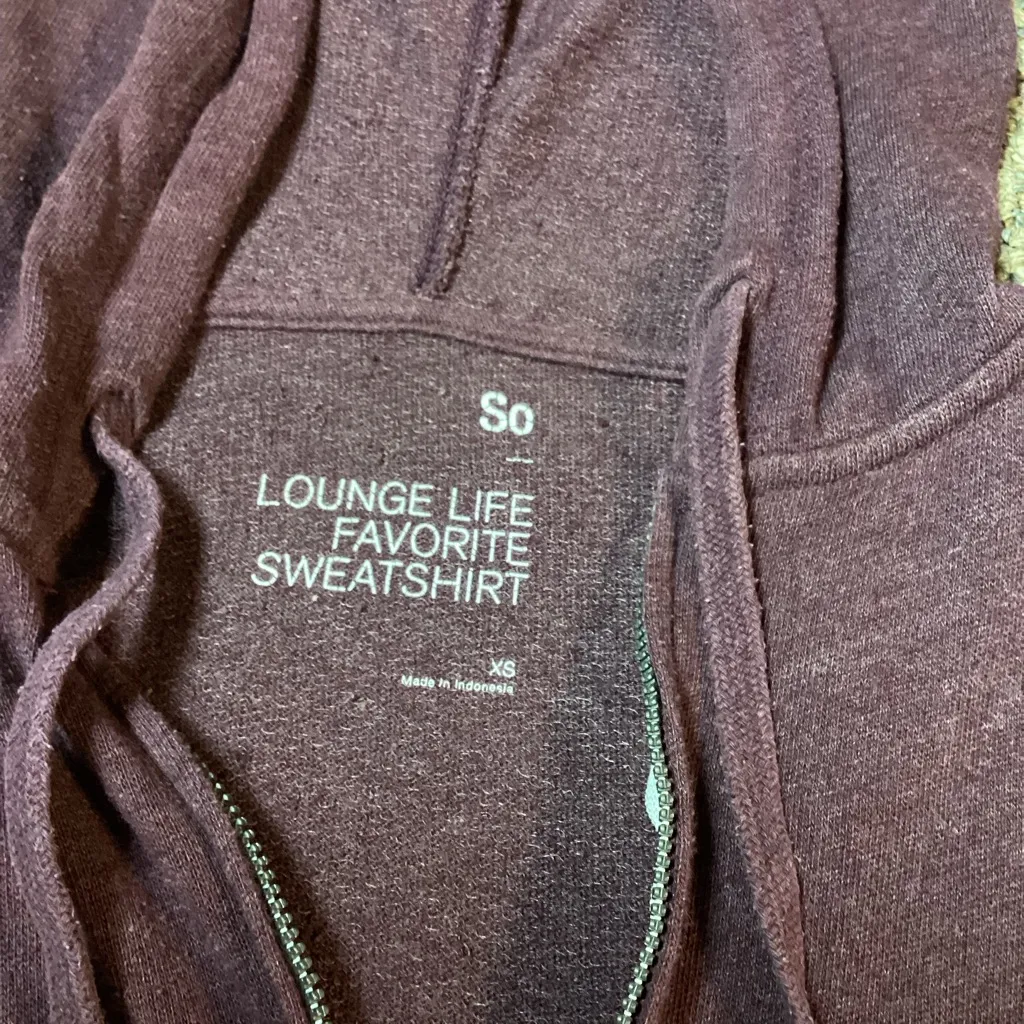 So
LOUNGE LIFE
FAVORITE
SWEATSHIRT
XS
Made in Indonesia